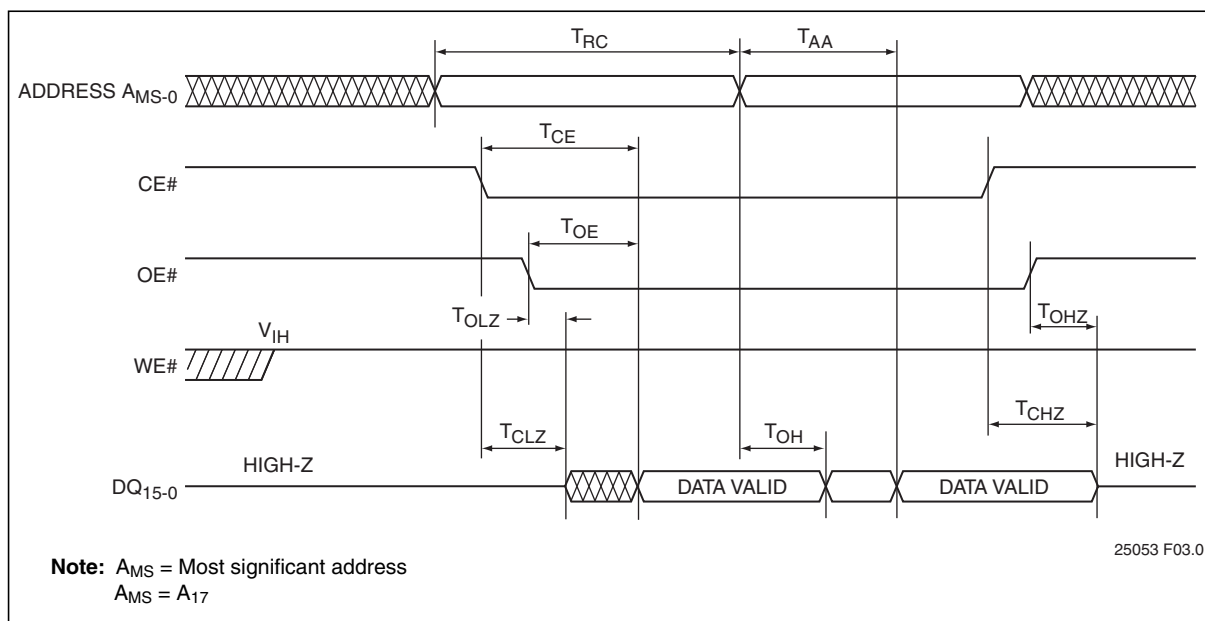 T_RC T_AA
ADDRESS A_MS-0
T_CE
CE#
T_OE
OE#
T_OLZ T_OHZ
V_IH
WE#
T_CLZ T_OH T_CHZ
HIGH-Z HIGH-Z
DQ_15-0 DATA VALID DATA VALID
25053 F03.0
Note: A_MS = Most significant address
A_MS = A_17